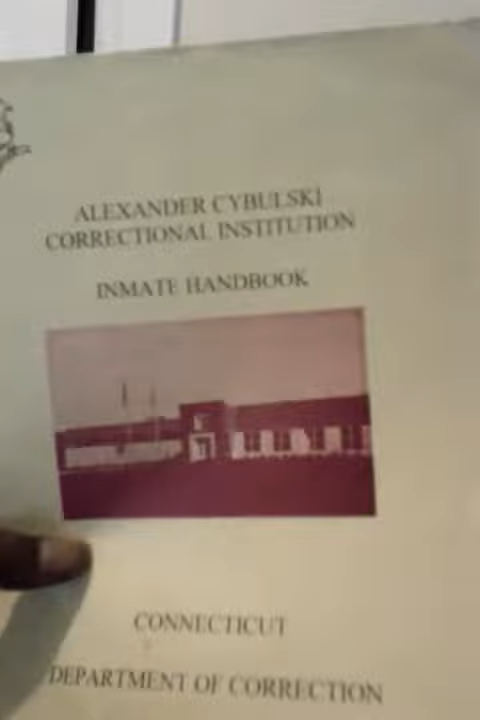 ALEXANDER CYBULSKI
CORRECTIONAL INSTITUTION
INMATE HANDBOOK
CONNECTICUT
DEPARTMENT OF CORRECTION